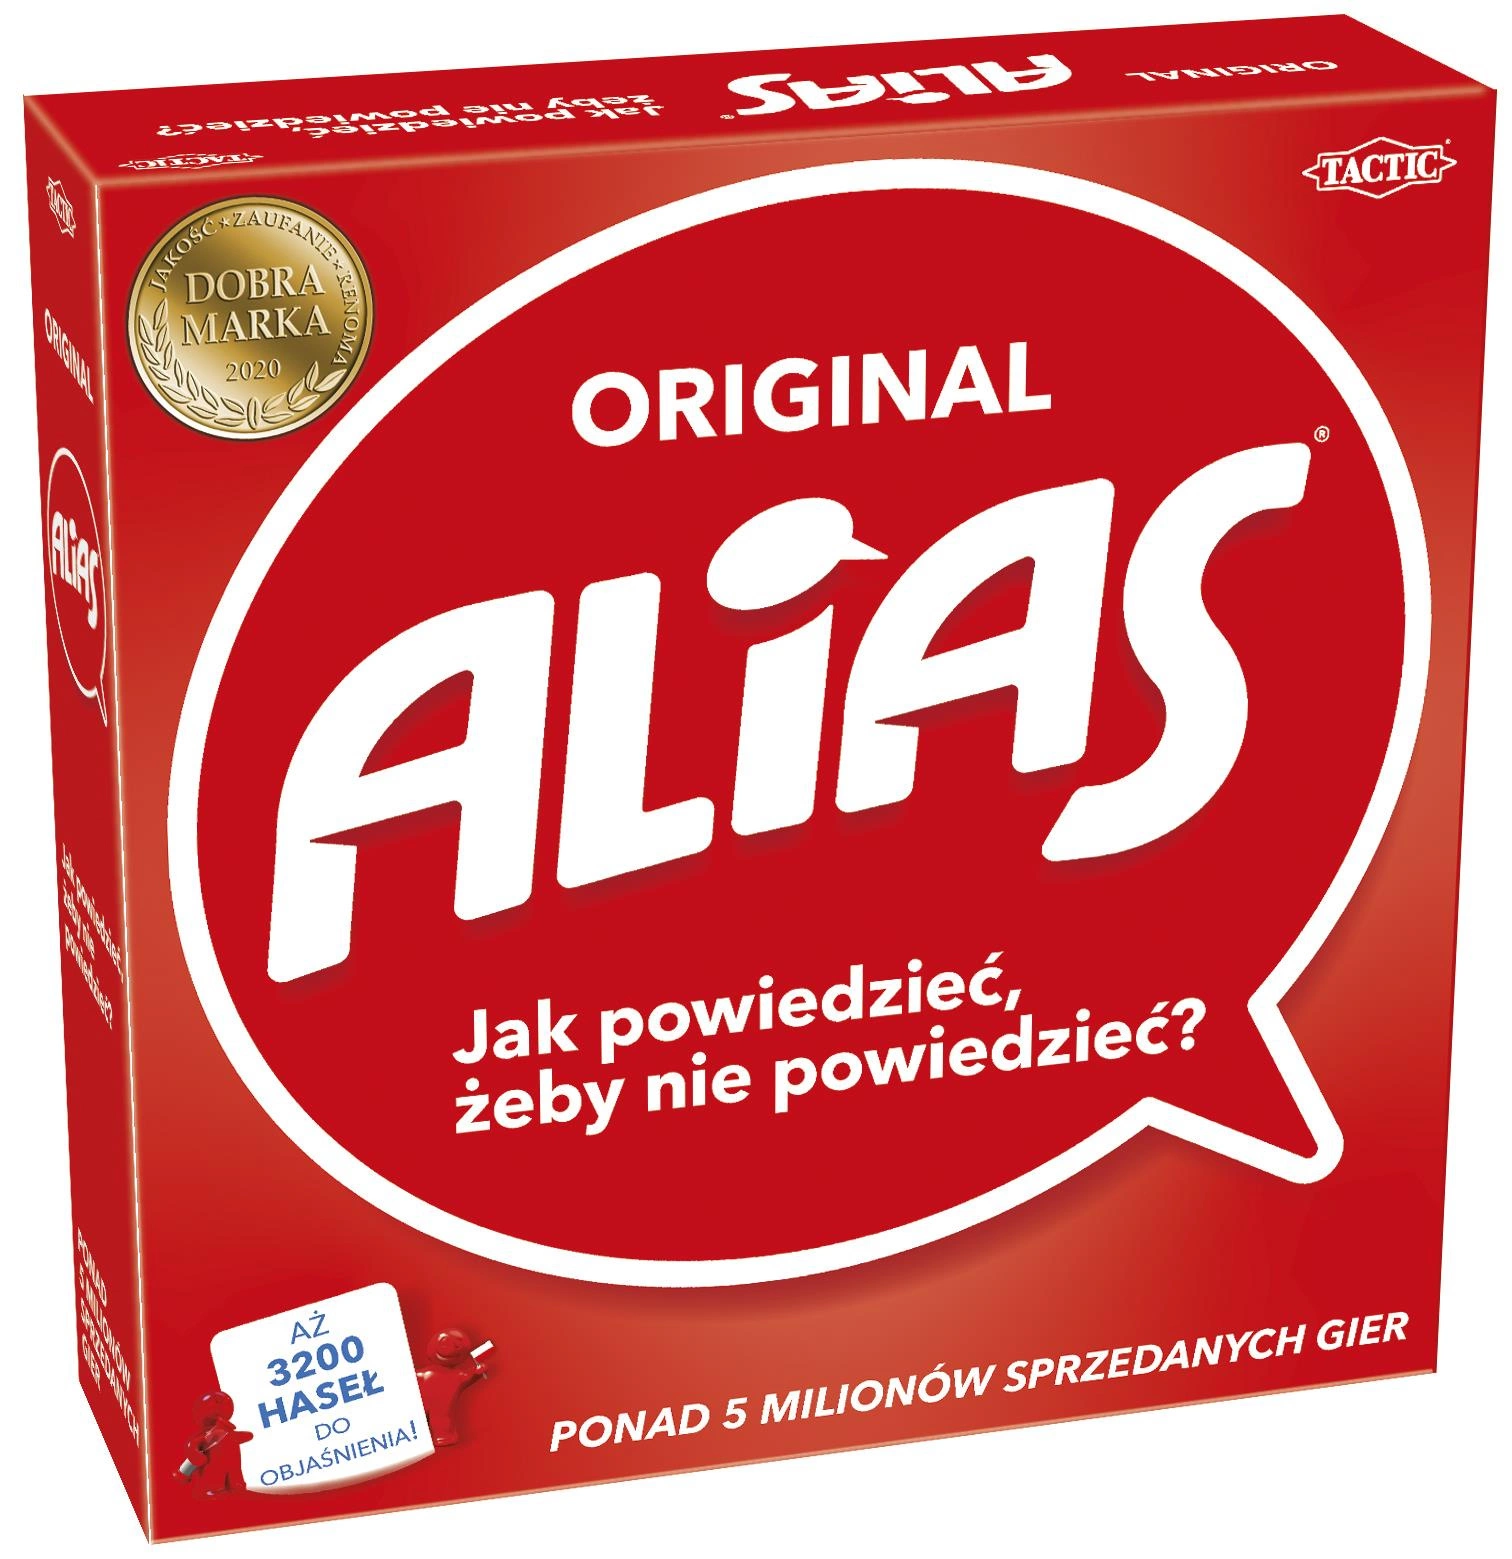 ORIGINAL
ALiAS®
Jak powiedzieć,
żeby nie powiedzieć?
TACTIC
TACTIC®
TACTIC
JAKOŚĆ ★ ZAUFANIE ★ RENOMA
DOBRA
MARKA
2020
ORIGINAL
ORIGINAL
ALiAS®
ALiAS
Jak powiedzieć,
żeby nie powiedzieć?
Jak powiedzieć,
żeby nie
powiedzieć?
PONAD
5 MILIONÓW
SPRZEDANYCH
GIER
AŻ
3200
HASEŁ
DO
OBJAŚNIENIA!
PONAD 5 MILIONÓW SPRZEDANYCH GIER